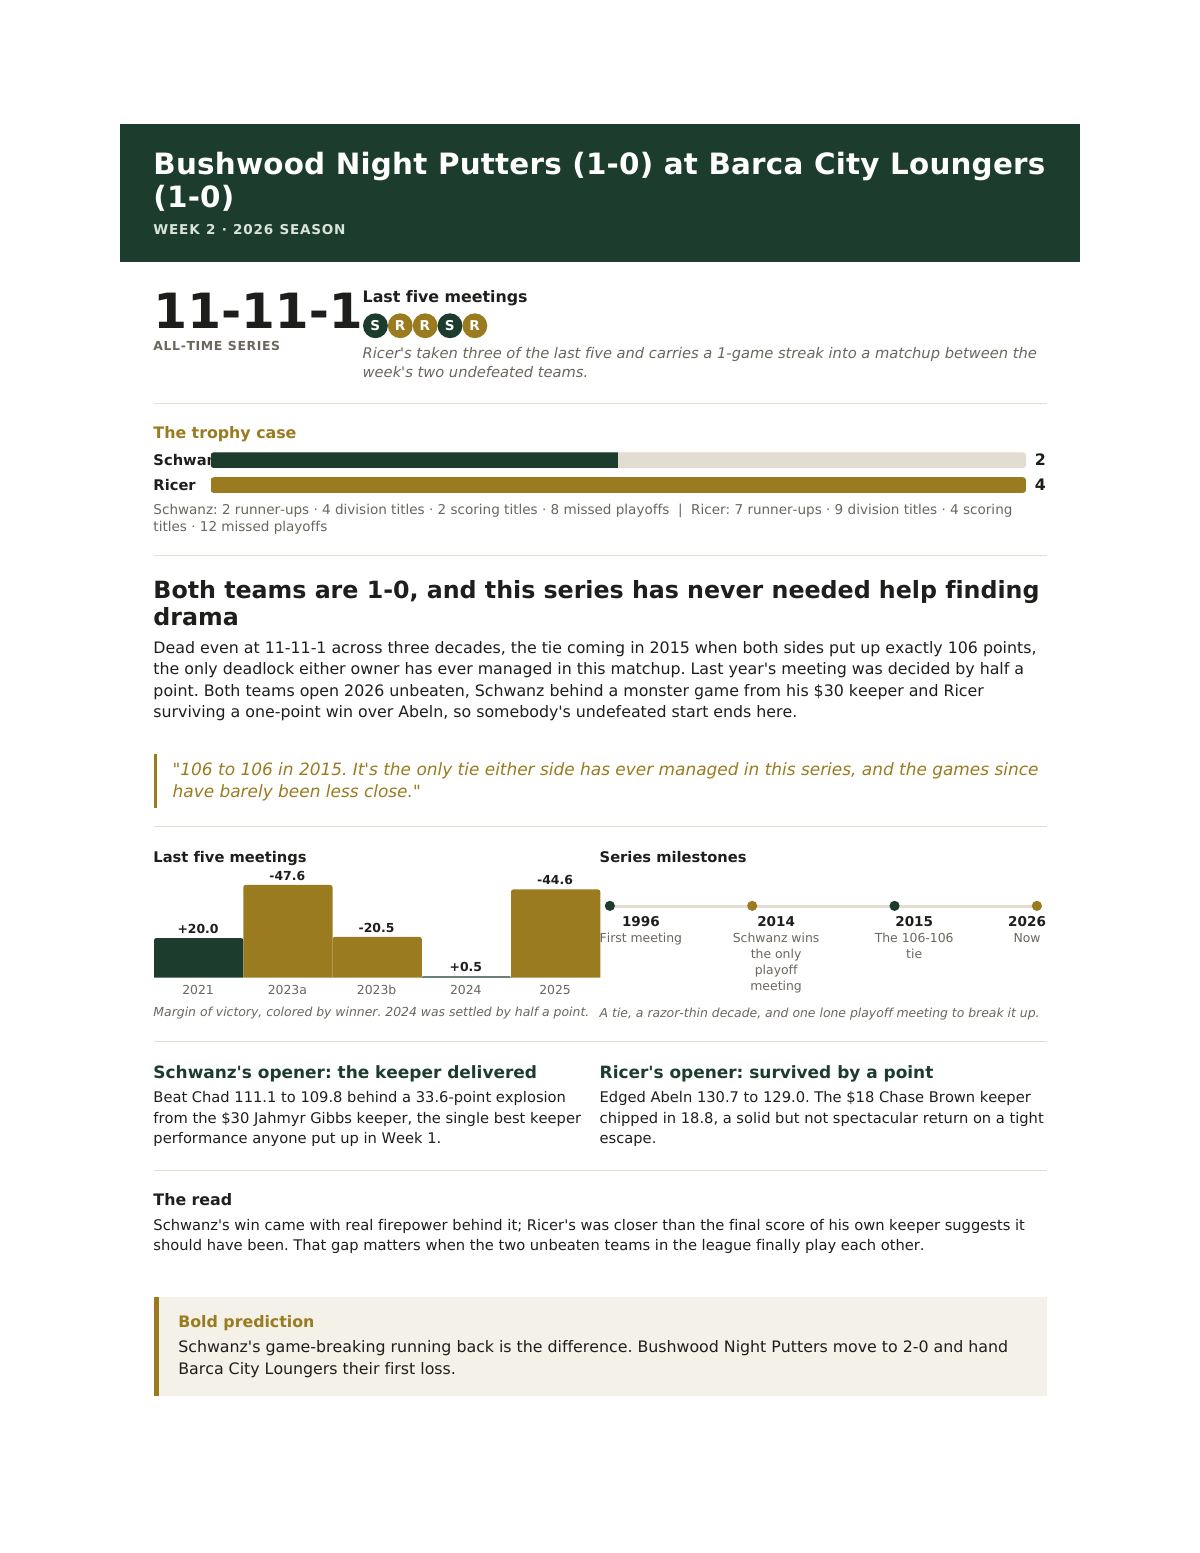 Bushwood Night Putters (1-0) at Barca City Loungers
(1-0)
WEEK 2 · 2026 SEASON
11-11-1
ALL-TIME SERIES
Last five meetings
S R R S R
Ricer's taken three of the last five and carries a 1-game streak into a matchup between the
week's two undefeated teams.
The trophy case
Schwan 2
Ricer 4
Schwanz: 2 runner-ups · 4 division titles · 2 scoring titles · 8 missed playoffs | Ricer: 7 runner-ups · 9 division titles · 4 scoring
titles · 12 missed playoffs
Both teams are 1-0, and this series has never needed help finding
drama
Dead even at 11-11-1 across three decades, the tie coming in 2015 when both sides put up exactly 106 points,
the only deadlock either owner has ever managed in this matchup. Last year's meeting was decided by half a
point. Both teams open 2026 unbeaten, Schwanz behind a monster game from his $30 keeper and Ricer
surviving a one-point win over Abeln, so somebody's undefeated start ends here.
"106 to 106 in 2015. It's the only tie either side has ever managed in this series, and the games since
have barely been less close."
Last five meetings
+20.0 -47.6 -20.5 +0.5 -44.6
2021 2023a 2023b 2024 2025
Margin of victory, colored by winner. 2024 was settled by half a point.
Series milestones
1996 2014 2015 2026
First meeting
Schwanz wins
the only
playoff
meeting
The 106-106
tie
Now
A tie, a razor-thin decade, and one lone playoff meeting to break it up.
Schwanz's opener: the keeper delivered
Beat Chad 111.1 to 109.8 behind a 33.6-point explosion
from the $30 Jahmyr Gibbs keeper, the single best keeper
performance anyone put up in Week 1.
Ricer's opener: survived by a point
Edged Abeln 130.7 to 129.0. The $18 Chase Brown keeper
chipped in 18.8, a solid but not spectacular return on a tight
escape.
The read
Schwanz's win came with real firepower behind it; Ricer's was closer than the final score of his own keeper suggests it
should have been. That gap matters when the two unbeaten teams in the league finally play each other.
Bold prediction
Schwanz's game-breaking running back is the difference. Bushwood Night Putters move to 2-0 and hand
Barca City Loungers their first loss.